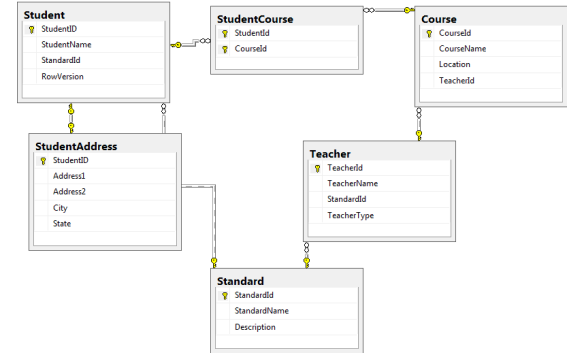 Student
StudentID
StudentName
StandardId
RowVersion
StudentCourse
StudentId
CourseId
Course
CourseId
CourseName
Location
TeacherId
StudentAddress
StudentID
Address1
Address2
City
State
Teacher
TeacherId
TeacherName
StandardId
TeacherType
Standard
StandardId
StandardName
Description